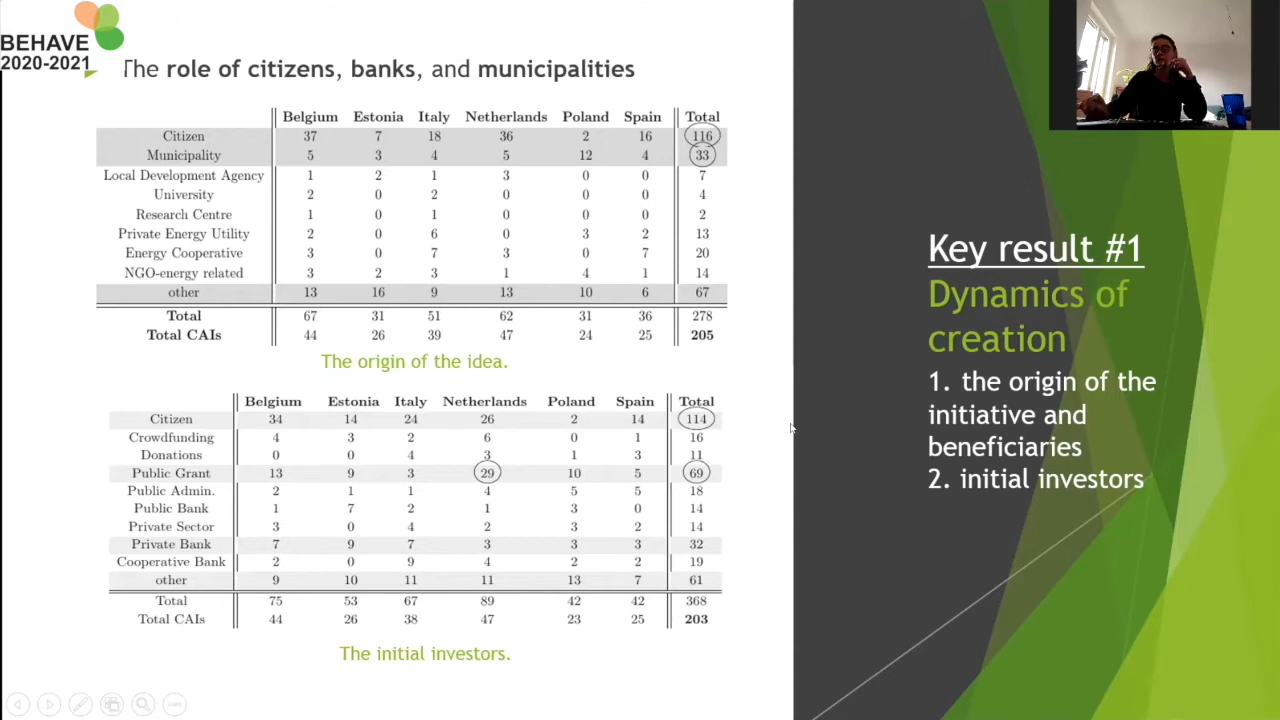 BEHAVE
2020-2021
The role of citizens, banks, and municipalities
Belgium Estonia Italy Netherlands Poland Spain Total
Citizen 37 7 18 36 2 16 116
Municipality 5 3 4 5 12 4 33
Local Development Agency 1 2 1 3 0 0 7
University 2 0 2 0 0 0 4
Research Centre 1 0 1 0 0 0 2
Private Energy Utility 2 0 6 0 3 2 13
Energy Cooperative 3 0 7 3 0 7 20
NGO-energy related 3 2 3 1 4 1 14
other 13 16 9 13 10 6 67
Total 67 31 51 62 31 36 278
Total CAIs 44 26 39 47 24 25 205
The origin of the idea.
Belgium Estonia Italy Netherlands Poland Spain Total
Citizen 34 14 24 26 2 14 114
Crowdfunding 4 3 2 6 0 1 16
Donations 0 0 4 3 1 3 11
Public Grant 13 9 3 29 10 5 69
Public Admin. 2 1 1 4 5 5 18
Public Bank 1 7 2 1 3 0 14
Private Sector 3 0 4 2 3 2 14
Private Bank 7 9 7 3 3 3 32
Cooperative Bank 2 0 9 4 2 2 19
other 9 10 11 11 13 7 61
Total 75 53 67 89 42 42 368
Total CAIs 44 26 38 47 23 25 203
The initial investors.
Key result #1
Dynamics of
creation
1. the origin of the
initiative and
beneficiaries
2. initial investors